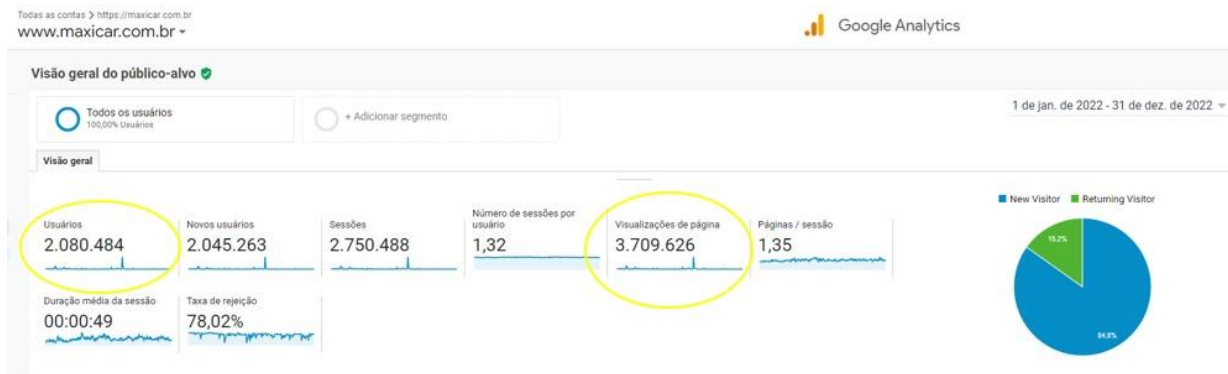 Todas as contas > https://maxicar.com.br
www.maxicar.com.br
Google Analytics
Visão geral do público-alvo
Todos os usuários
100,00% Usuários
+ Adicionar segmento
1 de jan. de 2022 - 31 de dez. de 2022
Visão geral
Usuários
2.080.484
Novos usuários
2.045.263
Sessões
2.750.488
Número de sessões por
usuário
1,32
Visualizações de página
3.709.626
Páginas / sessão
1,35
Duração média da sessão
00:00:49
Taxa de rejeição
78,02%
New Visitor
Returning Visitor
15,2%
84,8%